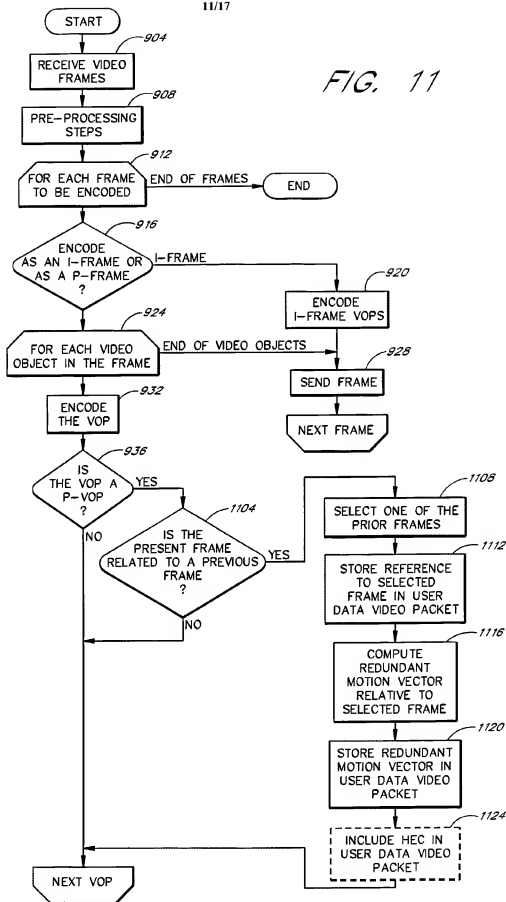 11/17
FIG. 11
START
904
RECEIVE VIDEO
FRAMES
908
PRE-PROCESSING
STEPS
912
FOR EACH FRAME
TO BE ENCODED
END OF FRAMES
END
916
ENCODE
AS AN I-FRAME OR
AS A P-FRAME
?
I-FRAME
920
ENCODE
I-FRAME VOPS
924
FOR EACH VIDEO
OBJECT IN THE FRAME
END OF VIDEO OBJECTS
928
SEND FRAME
NEXT FRAME
932
ENCODE
THE VOP
936
IS
THE VOP A
P-VOP
?
YES
NO
1104
IS THE
PRESENT FRAME
RELATED TO A PREVIOUS
FRAME
?
YES
NO
1108
SELECT ONE OF THE
PRIOR FRAMES
1112
STORE REFERENCE
TO SELECTED
FRAME IN USER
DATA VIDEO PACKET
1116
COMPUTE
REDUNDANT
MOTION VECTOR
RELATIVE TO
SELECTED FRAME
1120
STORE REDUNDANT
MOTION VECTOR IN
USER DATA VIDEO
PACKET
1124
INCLUDE HEC IN
USER DATA VIDEO
PACKET
NEXT VOP